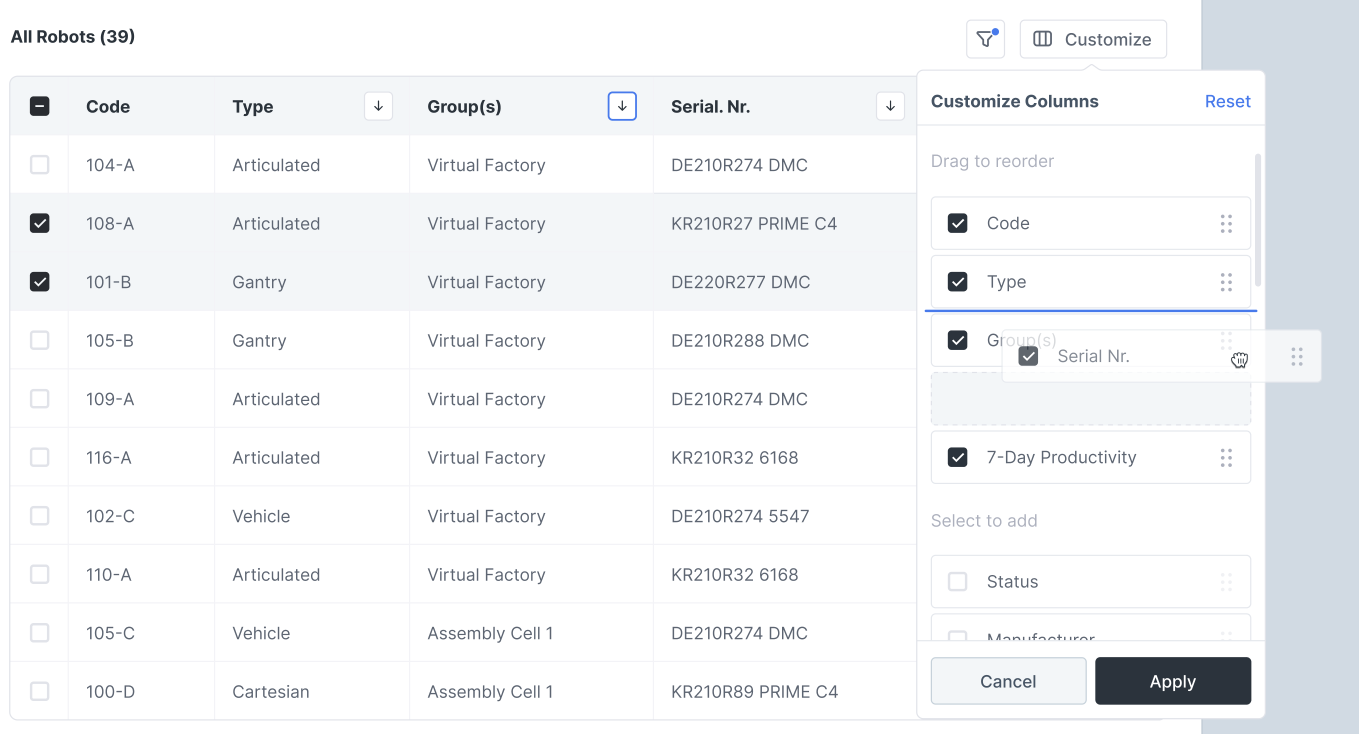 All Robots (39)
Customize
Code Type Group(s) Serial. Nr.
104-A Articulated Virtual Factory DE210R274 DMC
108-A Articulated Virtual Factory KR210R27 PRIME C4
101-B Gantry Virtual Factory DE220R277 DMC
105-B Gantry Virtual Factory DE210R288 DMC
109-A Articulated Virtual Factory DE210R274 DMC
116-A Articulated Virtual Factory KR210R32 6168
102-C Vehicle Virtual Factory DE210R274 5547
110-A Articulated Virtual Factory KR210R32 6168
105-C Vehicle Assembly Cell 1 DE210R274 DMC
100-D Cartesian Assembly Cell 1 KR210R89 PRIME C4
Customize Columns Reset
Drag to reorder
Code
Type
Group(s)
Serial Nr.
7-Day Productivity
Select to add
Status
Manufacturer
Cancel Apply